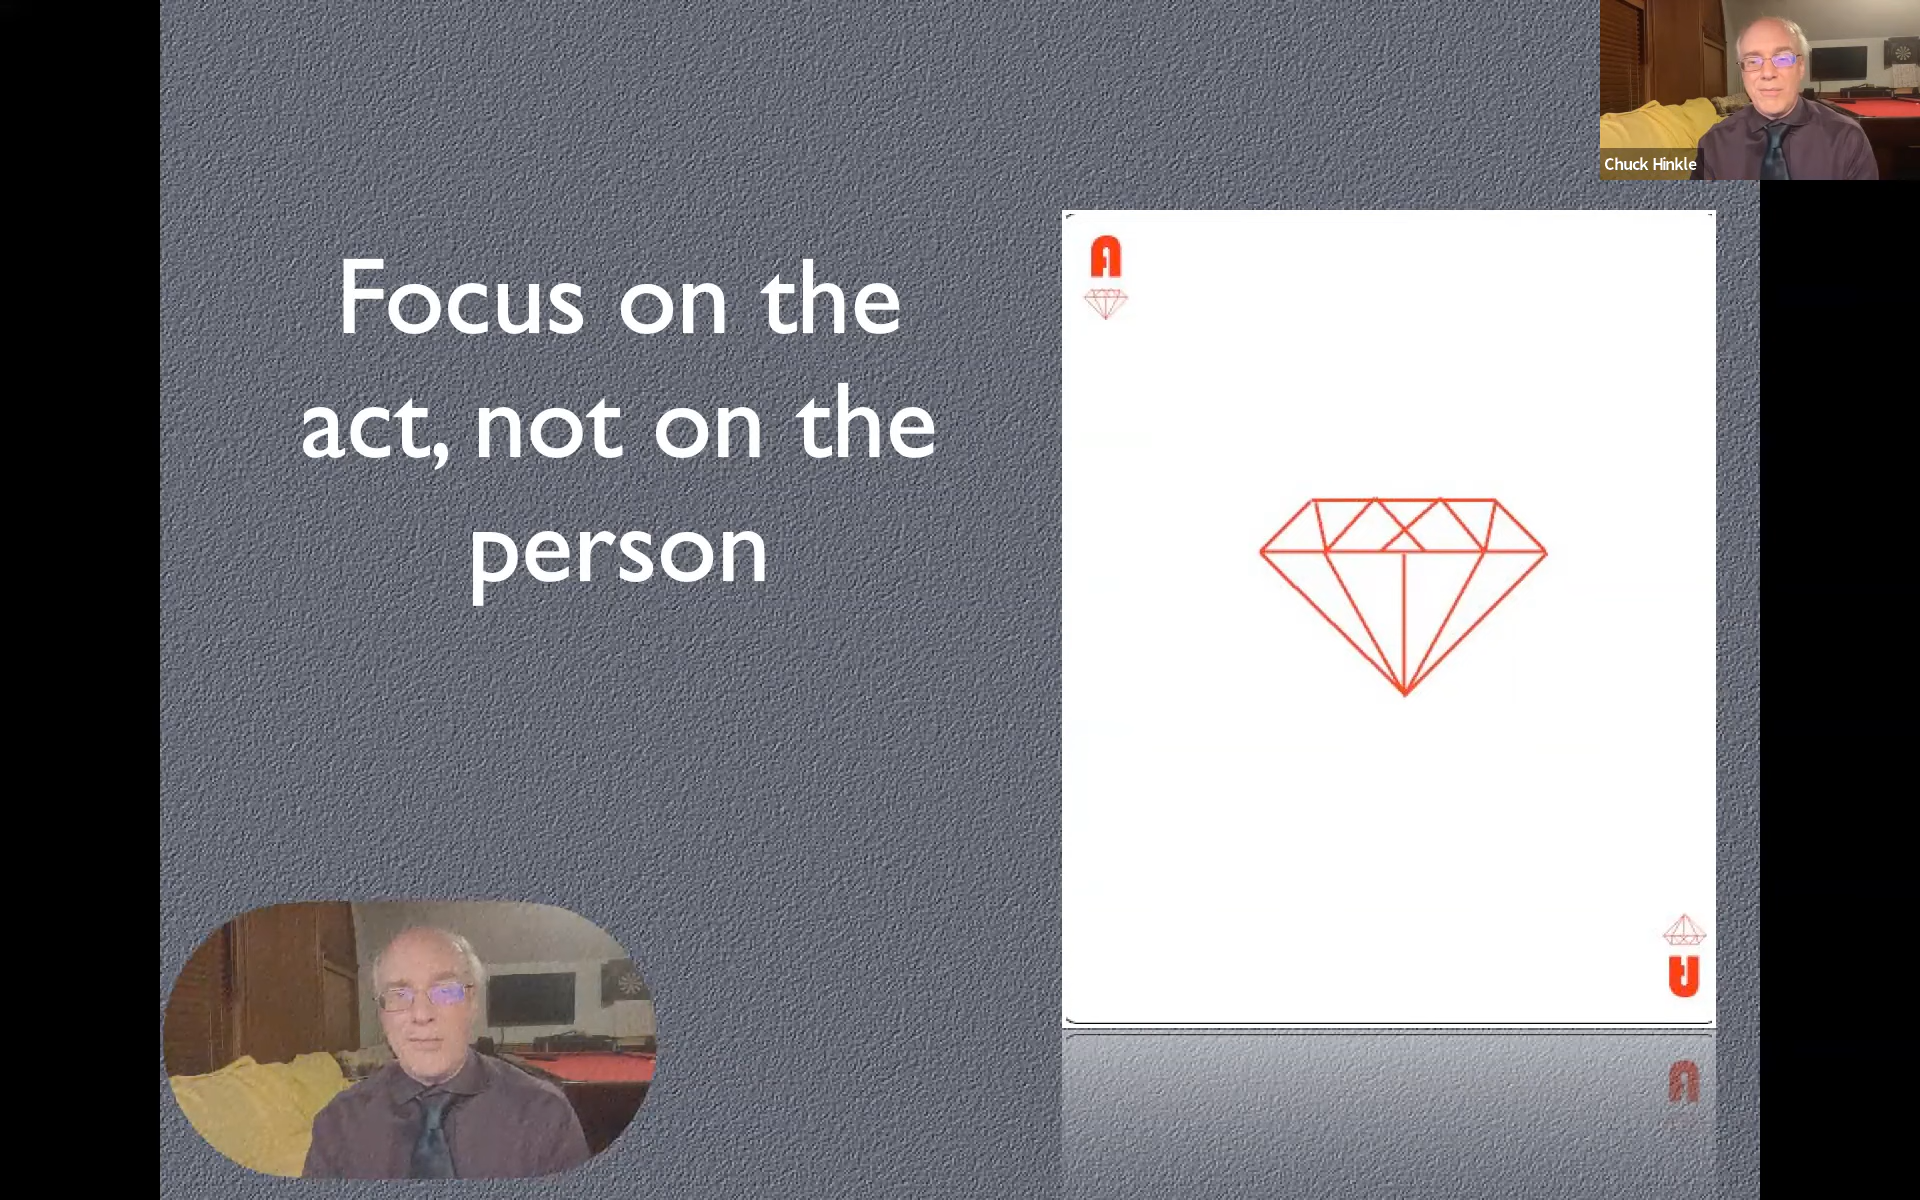 Chuck Hinkle
Focus on the
act, not on the
person
A
A
A